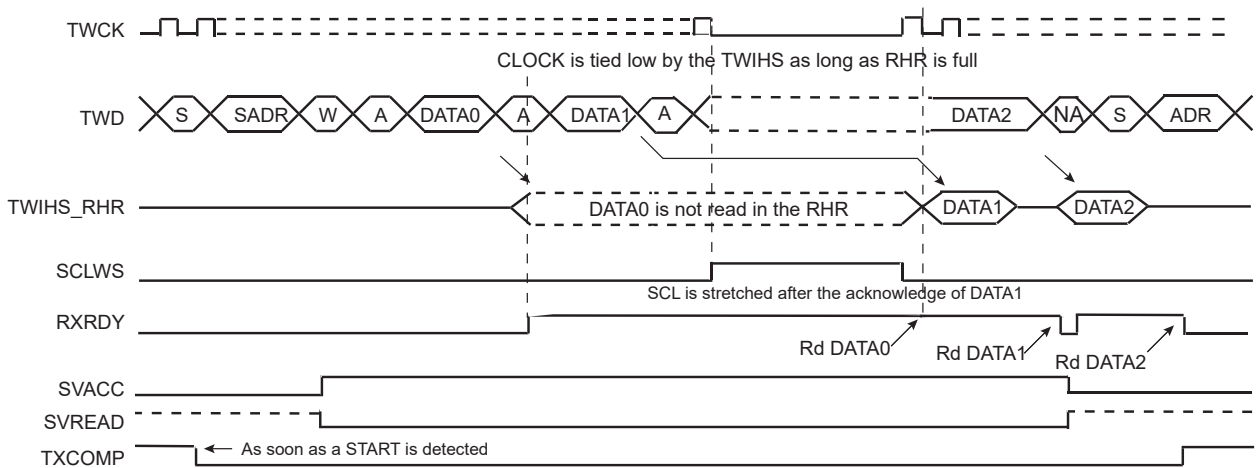 TWCK
CLOCK is tied low by the TWIHS as long as RHR is full
TWD S SADR W A DATA0 A DATA1 A DATA2 NA S ADR
TWIHS_RHR DATA0 is not read in the RHR DATA1 DATA2
SCLWS
SCL is stretched after the acknowledge of DATA1
RXRDY
Rd DATA0 Rd DATA1 Rd DATA2
SVACC
SVREAD
As soon as a START is detected
TXCOMP